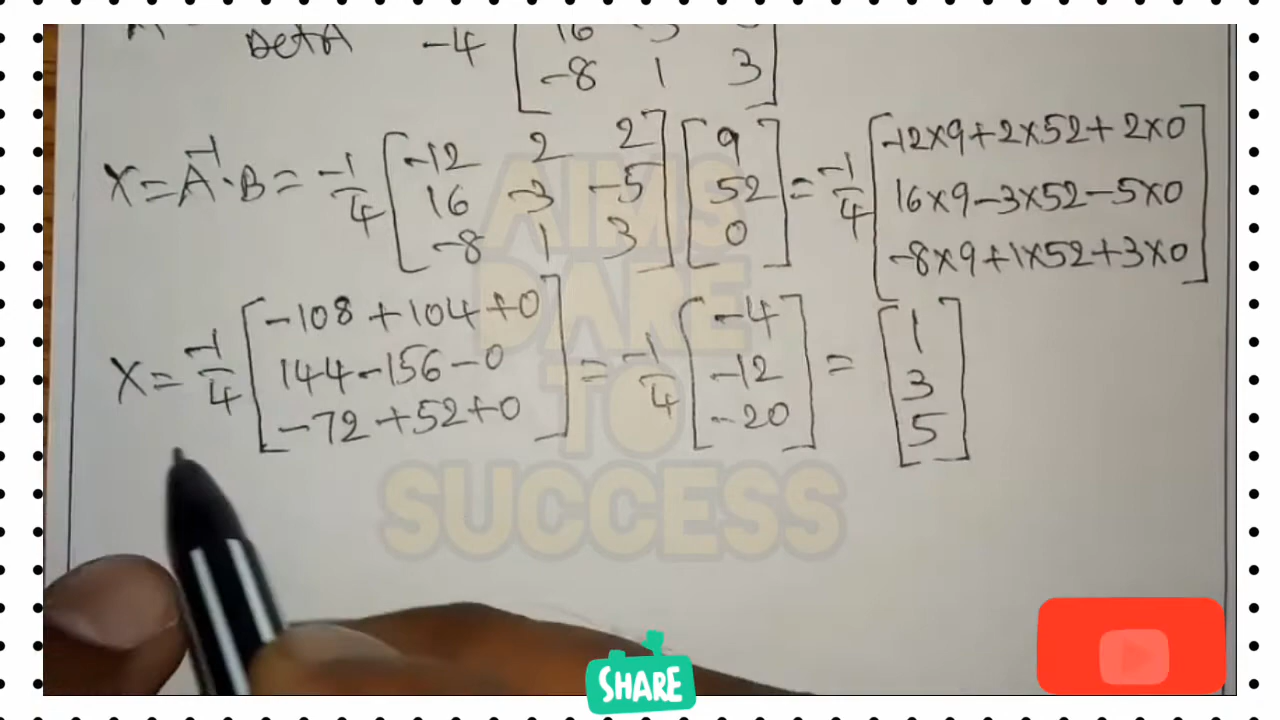 Det A -4 [ 16 -3
-8 1 3 ]
X = A⁻¹·B = -1/4 [ -12 2 2 ] [ 9 ] = -1/4 [ -12×9+2×52+2×0 ]
[ 16 -3 -5 ] [ 52 ] [ 16×9-3×52-5×0 ]
[ -8 1 3 ] [ 0 ] [ -8×9+1×52+3×0 ]
X = -1/4 [ -108+104+0 ] = -1/4 [ -4 ] = [ 1 ]
[ 144-156-0 ] [ -12 ] [ 3 ]
[ -72+52+0 ] [ -20 ] [ 5 ]
AIMS
DARE
TO
SUCCESS
SHARE